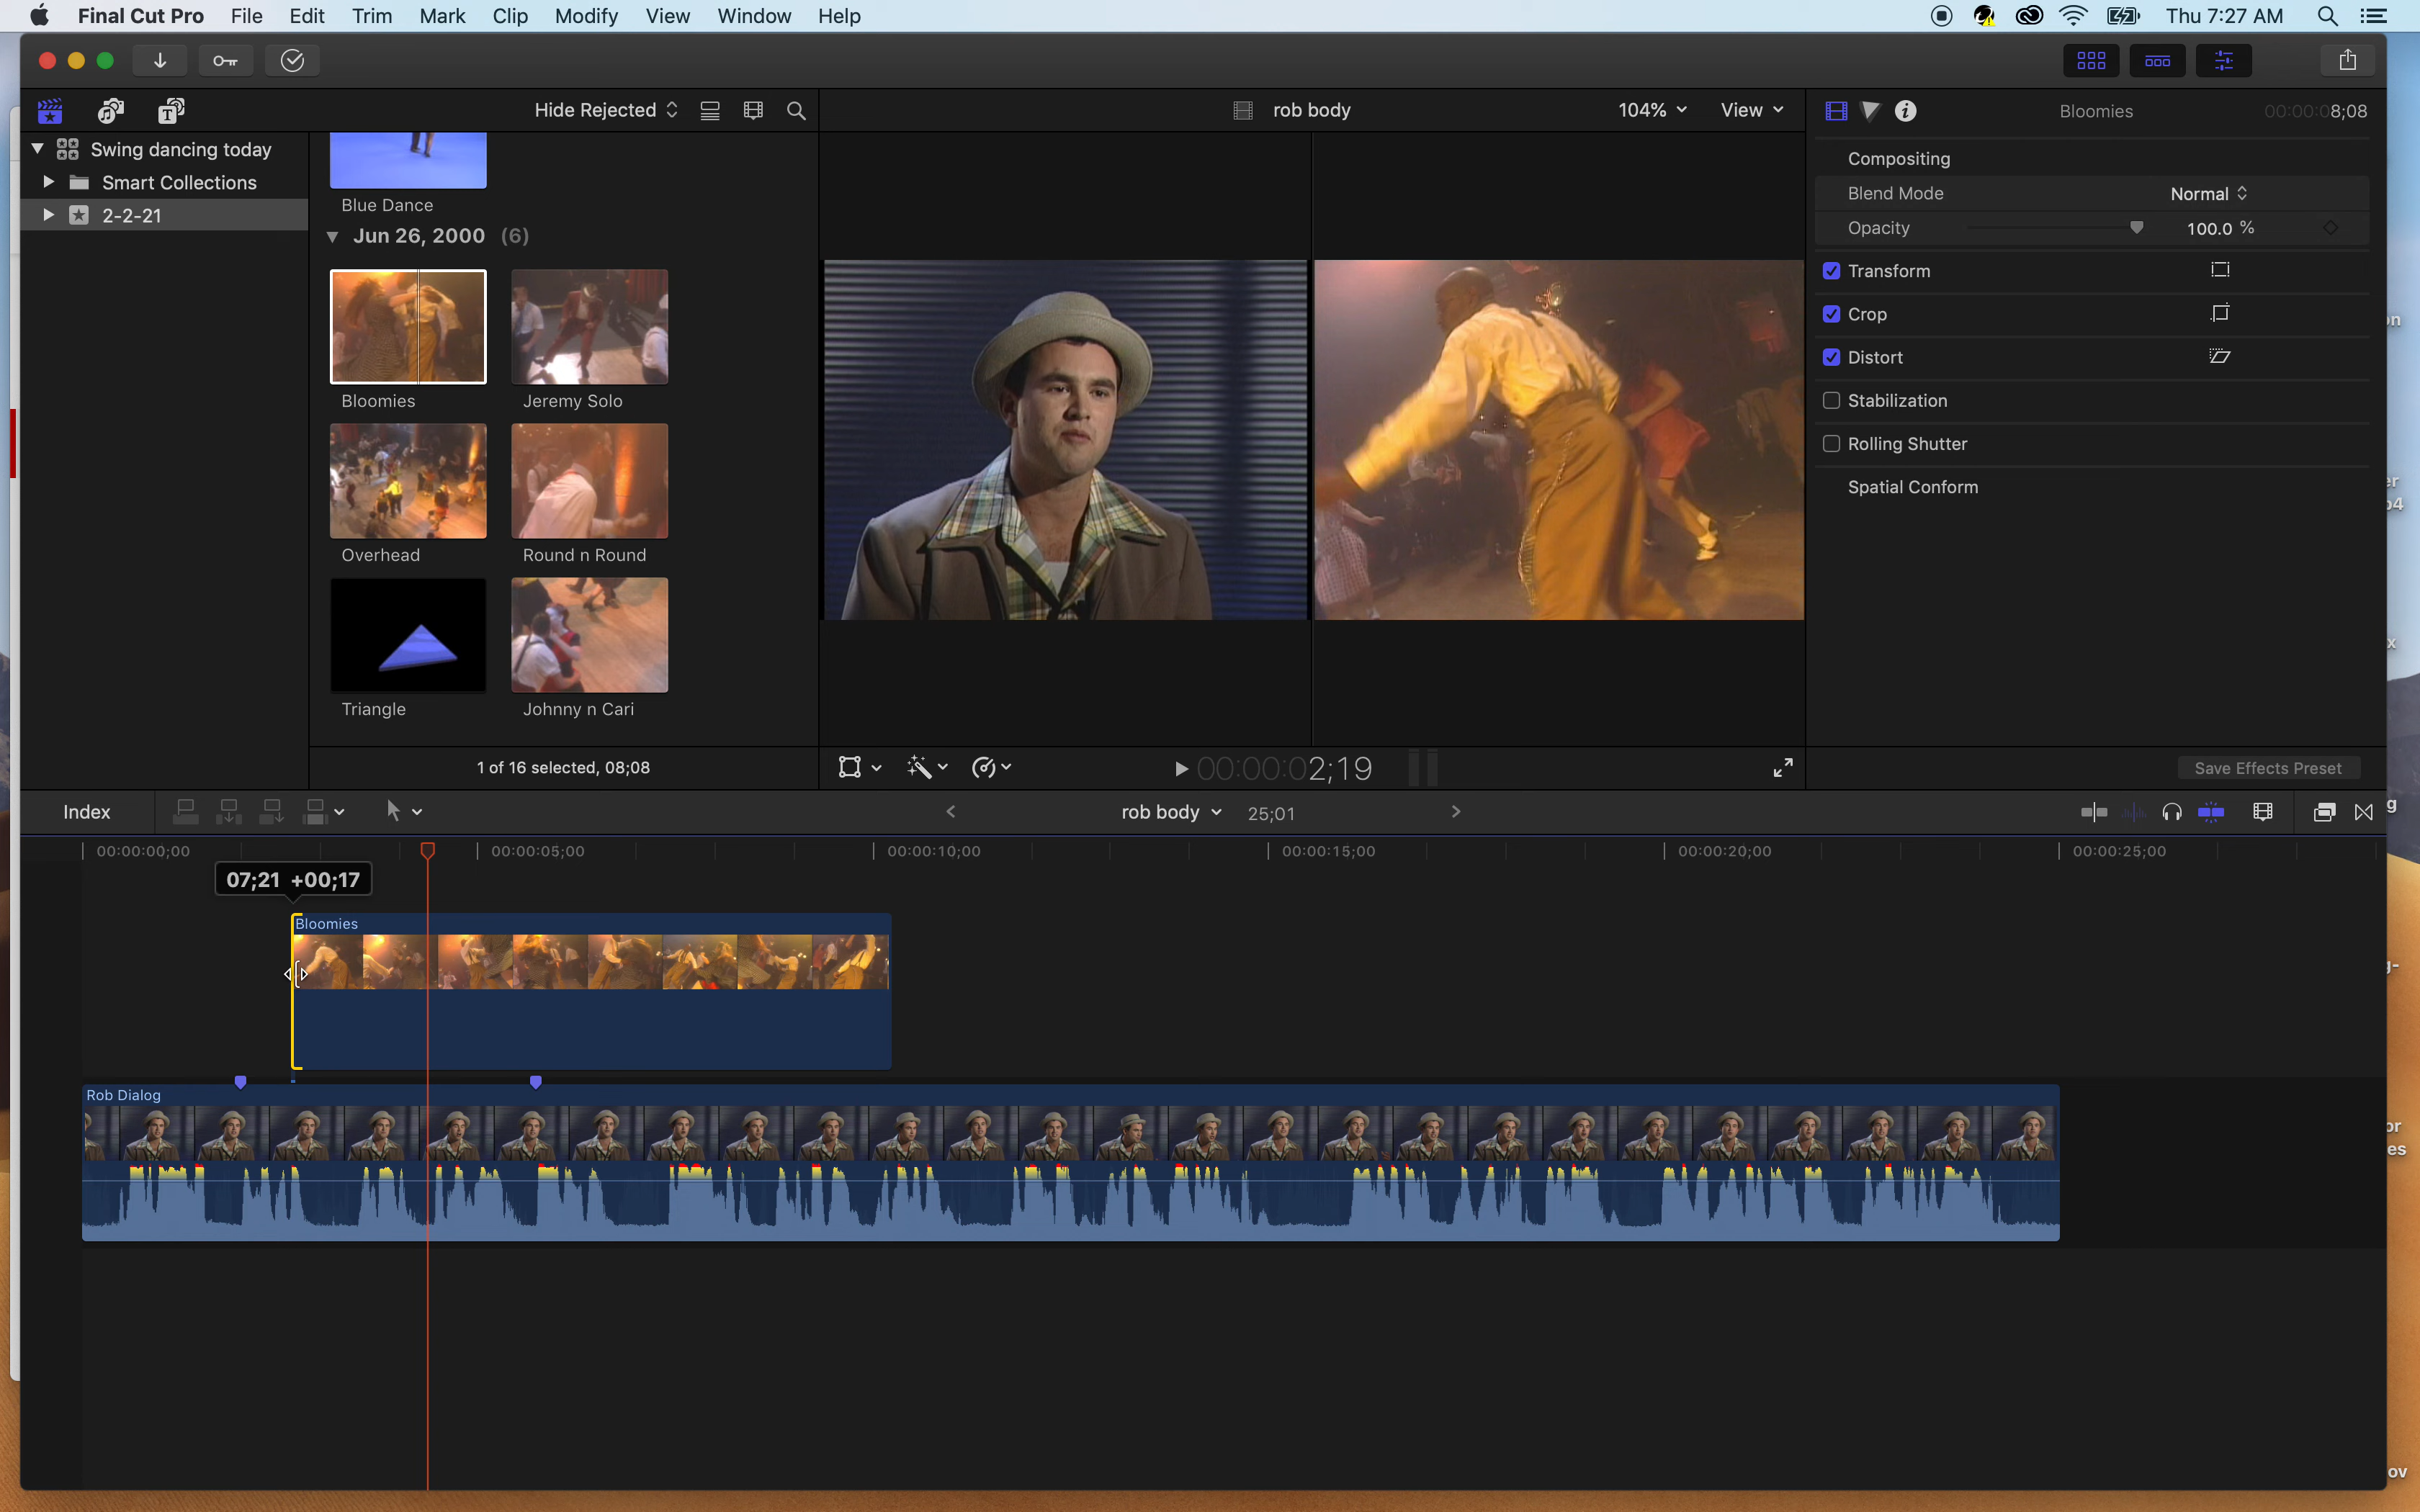 Final Cut Pro File Edit Trim Mark Clip Modify View Window Help Thu 7:27 AM
Hide Rejected rob body 104% View Bloomies 00:00:08;08
Swing dancing today
Smart Collections
2-2-21
Blue Dance
Jun 26, 2000 (6)
Bloomies Jeremy Solo
Overhead Round n Round
Triangle Johnny n Cari
1 of 16 selected, 08;08
00:00:02;19
Compositing
Blend Mode Normal
Opacity 100.0 %
Transform
Crop
Distort
Stabilization
Rolling Shutter
Spatial Conform
Save Effects Preset
Index rob body 25;01
00:00:00;00 00:00:05;00 00:00:10;00 00:00:15;00 00:00:20;00 00:00:25;00
07;21 +00;17
Bloomies
Rob Dialog
on
er
p4
x
g
g-
or
es
ov